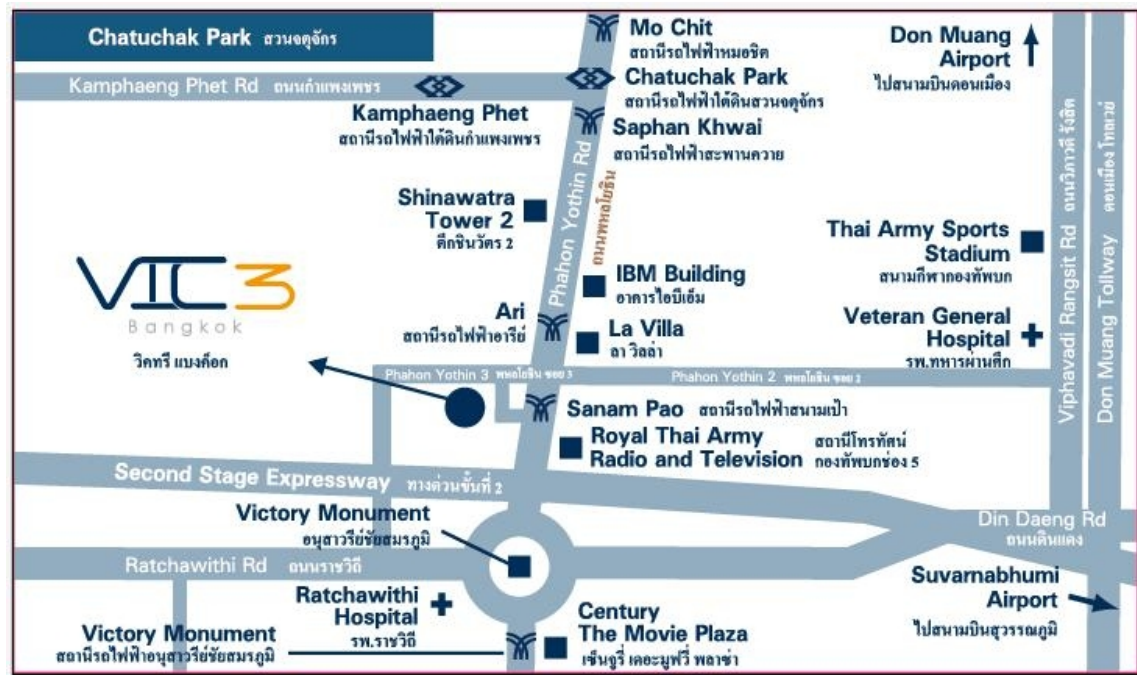 Chatuchak Park สวนจตุจักร
Mo Chit
สถานีรถไฟฟ้าหมอชิต
Don Muang
Airport
ไปสนามบินดอนเมือง
Kamphaeng Phet Rd ถนนกำแพงเพชร
Chatuchak Park
สถานีรถไฟฟ้าใต้ดินสวนจตุจักร
Kamphaeng Phet
สถานีรถไฟฟ้าใต้ดินกำแพงเพชร
Saphan Khwai
สถานีรถไฟฟ้าสะพานควาย
Phahon Yothin Rd
ถนนพหลโยธิน
Viphavadi Rangsit Rd ถนนวิภาวดี รังสิต
Don Muang Tollway ดอนเมือง โทลเวย์
Shinawatra
Tower 2
ตึกชินวัตร 2
Thai Army Sports
Stadium
สนามกีฬากองทัพบก
VIC3
Bangkok
วิคทรี แบงค็อก
IBM Building
อาคารไอบีเอ็ม
Ari
สถานีรถไฟฟ้าอารีย์
La Villa
ลา วิลล่า
Veteran General
Hospital
รพ.ทหารผ่านศึก
Phahon Yothin 3 พหลโยธิน ซอย 3
Phahon Yothin 2 พหลโยธิน ซอย 2
Sanam Pao สถานีรถไฟฟ้าสนามเป้า
Royal Thai Army สถานีโทรทัศน์
Radio and Television กองทัพบกช่อง 5
Second Stage Expressway ทางด่วนขั้นที่ 2
Victory Monument
อนุสาวรีย์ชัยสมรภูมิ
Din Daeng Rd
ถนนดินแดง
Ratchawithi Rd ถนนราชวิถี
Ratchawithi
Hospital
รพ.ราชวิถี
Suvarnabhumi
Airport
ไปสนามบินสุวรรณภูมิ
Century
The Movie Plaza
เซ็นจูรี่ เดอะมูฟวี่ พลาซ่า
Victory Monument
สถานีรถไฟฟ้าอนุสาวรีย์ชัยสมรภูมิ